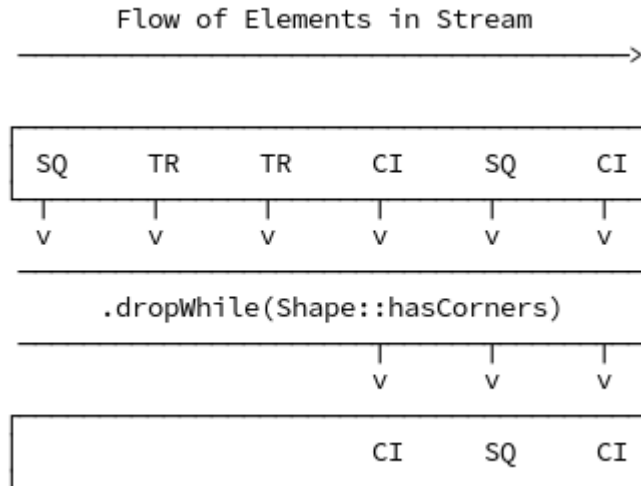 Flow of Elements in Stream
SQ TR TR CI SQ CI
v v v v v v
.dropWhile(Shape::hasCorners)
v v v
CI SQ CI